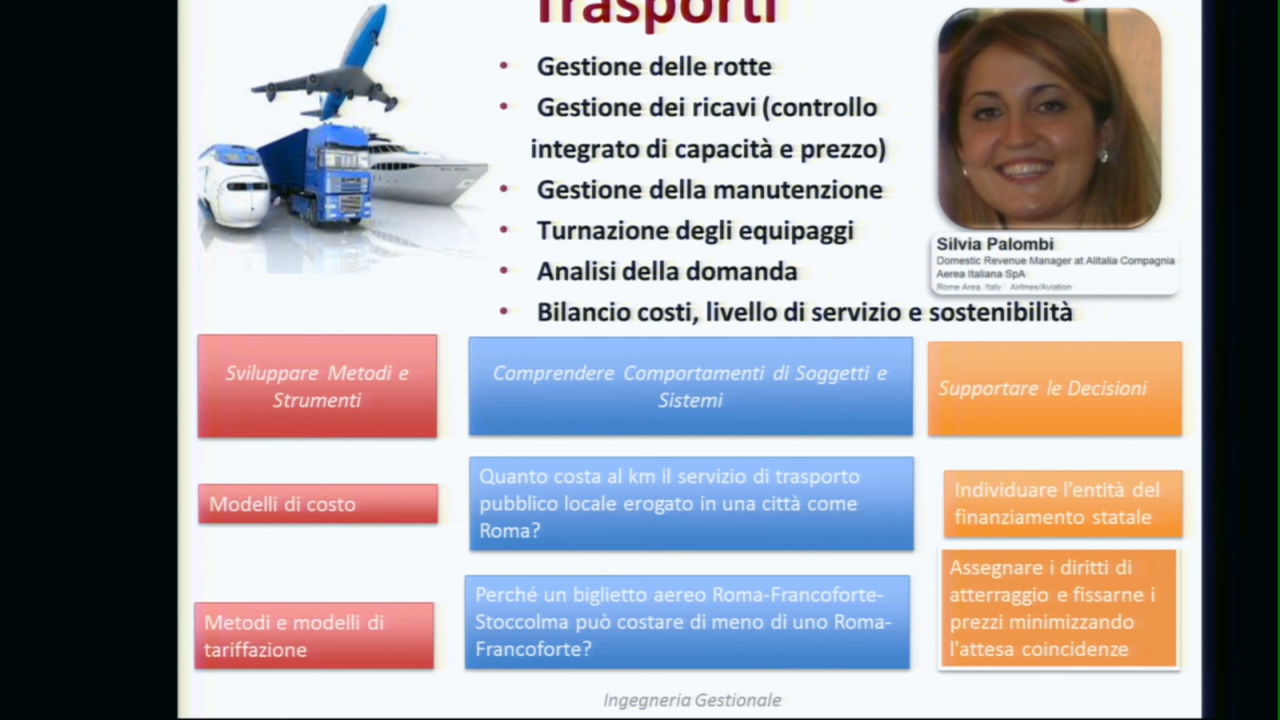 Trasporti
• Gestione delle rotte
• Gestione dei ricavi (controllo
integrato di capacità e prezzo)
• Gestione della manutenzione
• Turnazione degli equipaggi
• Analisi della domanda
• Bilancio costi, livello di servizio e sostenibilità
Silvia Palombi
Domestic Revenue Manager at Alitalia Compagnia
Aerea Italiana SpA
Rome Area, Italy | Airlines/Aviation
Sviluppare Metodi e
Strumenti
Comprendere Comportamenti di Soggetti e
Sistemi
Supportare le Decisioni
Modelli di costo
Quanto costa al km il servizio di trasporto
pubblico locale erogato in una città come
Roma?
Individuare l'entità del
finanziamento statale
Metodi e modelli di
tariffazione
Perché un biglietto aereo Roma-Francoforte-
Stoccolma può costare di meno di uno Roma-
Francoforte?
Assegnare i diritti di
atterraggio e fissarne i
prezzi minimizzando
l'attesa coincidenze
Ingegneria Gestionale